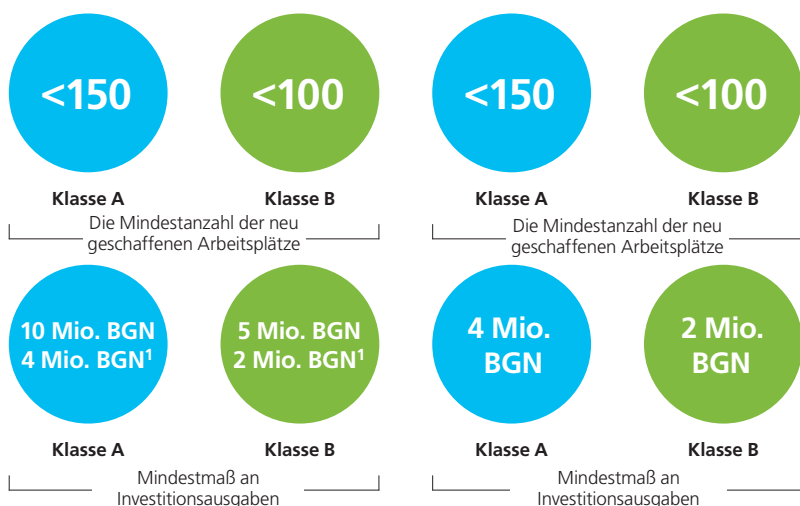 <150
<100
Klasse A
Klasse B
Die Mindestanzahl der neu
geschaffenen Arbeitsplätze
<150
<100
Klasse A
Klasse B
Die Mindestanzahl der neu
geschaffenen Arbeitsplätze
10 Mio. BGN
4 Mio. BGN¹
5 Mio. BGN
2 Mio. BGN¹
Klasse A
Klasse B
Mindestmaß an
Investitionsausgaben
4 Mio.
BGN
2 Mio.
BGN
Klasse A
Klasse B
Mindestmaß an
Investitionsausgaben